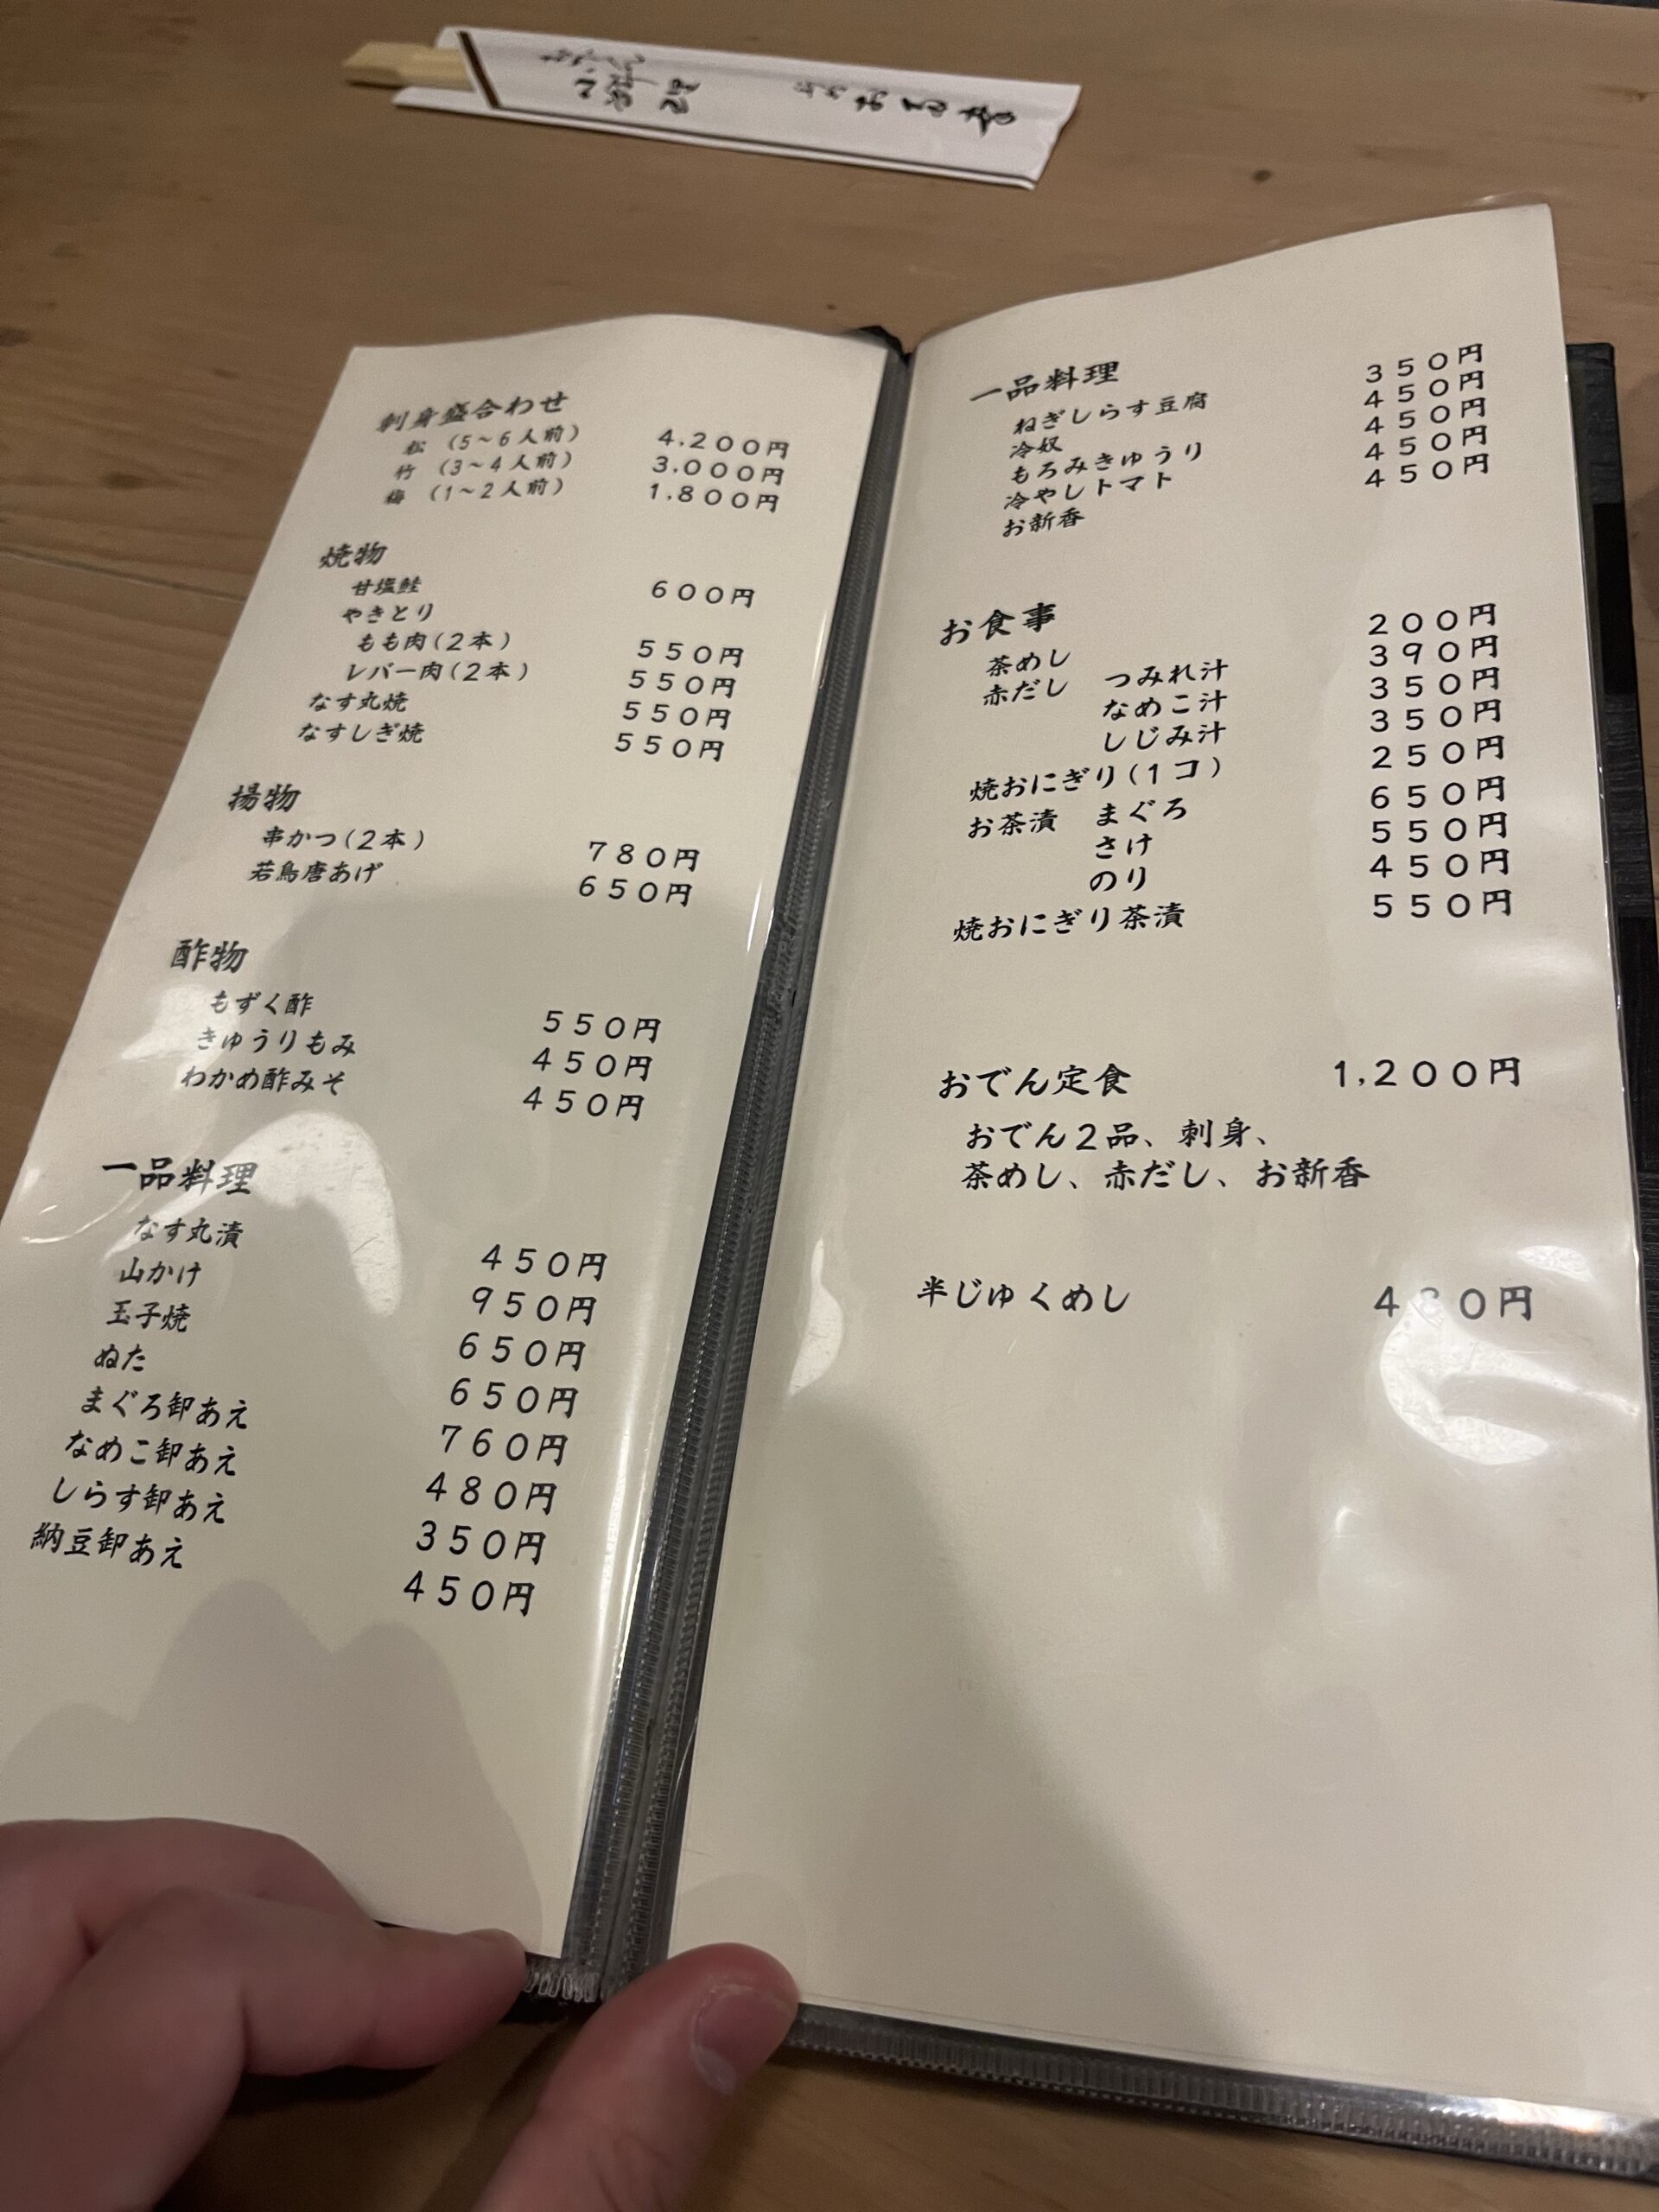 刺身盛合わせ
松 (5~6人前) 4,200円
竹 (3~4人前) 3,000円
梅 (1~2人前) 1,800円
焼物
甘塩鮭 600円
やきとり
もも肉(2本) 550円
レバー肉(2本) 550円
なす丸焼 550円
なすしぎ焼 550円
揚物
串かつ(2本) 780円
若鳥唐あげ 650円
酢物
もずく酢 550円
きゅうりもみ 450円
わかめ酢みそ 450円
一品料理
なす丸漬 450円
山かけ 950円
玉子焼 650円
ぬた 650円
まぐろ卸あえ 760円
なめこ卸あえ 480円
しらす卸あえ 350円
納豆卸あえ 450円
一品料理
ねぎしらす豆腐 350円
冷奴 450円
もろみきゅうり 450円
冷やしトマト 450円
お新香 450円
お食事
茶めし 200円
赤だし つみれ汁 390円
なめこ汁 350円
しじみ汁 350円
焼おにぎり(1コ) 250円
お茶漬 まぐろ 650円
さけ 550円
のり 450円
焼おにぎり茶漬 550円
おでん定食 1,200円
おでん2品、刺身、
茶めし、赤だし、お新香
半じゅくめし